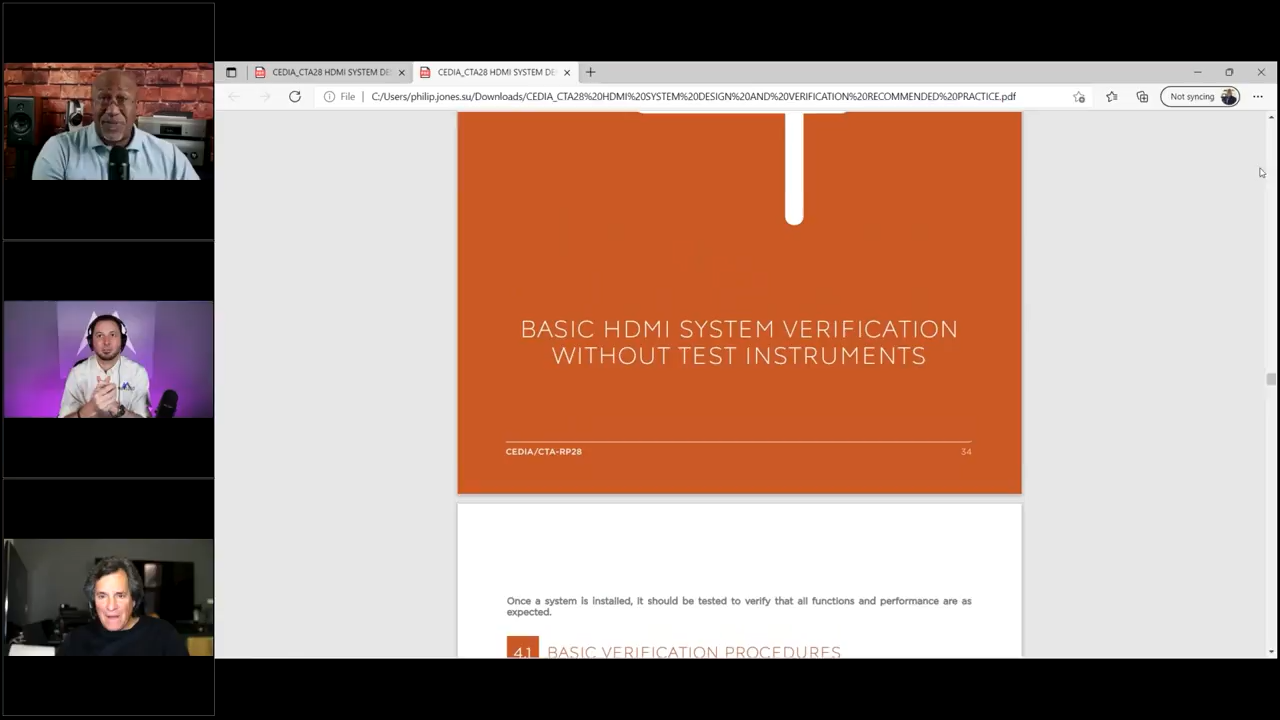 CEDIA_CTA28 HDMI SYSTEM DE
CEDIA_CTA28 HDMI SYSTEM DE
File
C:/Users/philip.jones.su/Downloads/CEDIA_CTA28%20HDMI%20SYSTEM%20DESIGN%20AND%20VERIFICATION%20RECOMMENDED%20PRACTICE.pdf
Not syncing
BASIC HDMI SYSTEM VERIFICATION
WITHOUT TEST INSTRUMENTS
CEDIA/CTA-RP28 34
Once a system is installed, it should be tested to verify that all functions and performance are as
expected.
4.1 BASIC VERIFICATION PROCEDURES